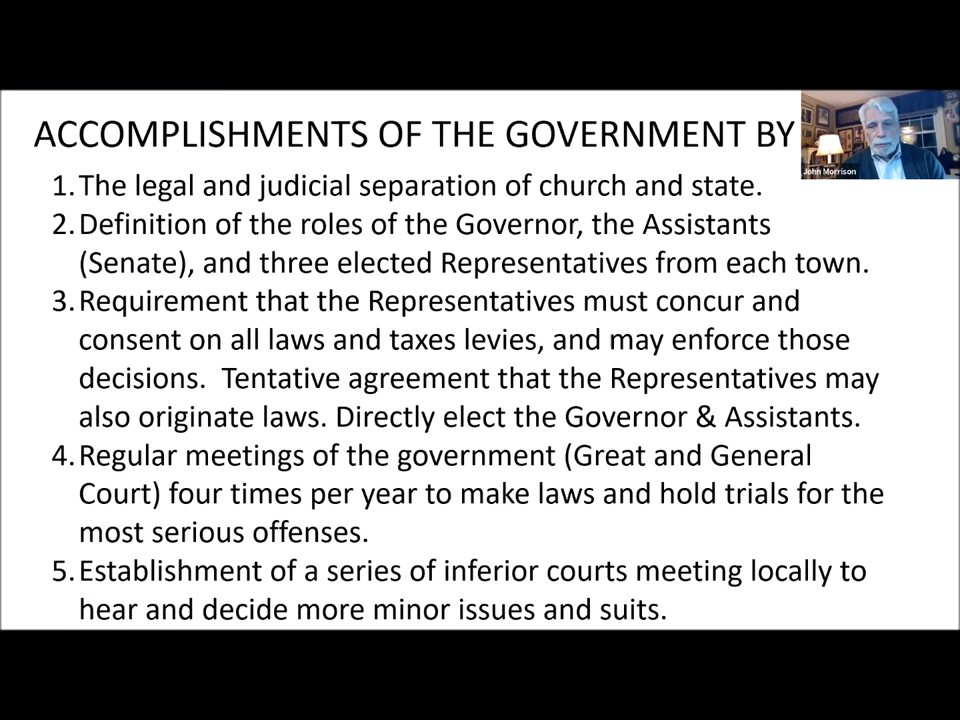 ACCOMPLISHMENTS OF THE GOVERNMENT BY
John Morrison
1. The legal and judicial separation of church and state.
2. Definition of the roles of the Governor, the Assistants
(Senate), and three elected Representatives from each town.
3. Requirement that the Representatives must concur and
consent on all laws and taxes levies, and may enforce those
decisions.  Tentative agreement that the Representatives may
also originate laws. Directly elect the Governor & Assistants.
4. Regular meetings of the government (Great and General
Court) four times per year to make laws and hold trials for the
most serious offenses.
5. Establishment of a series of inferior courts meeting locally to
hear and decide more minor issues and suits.